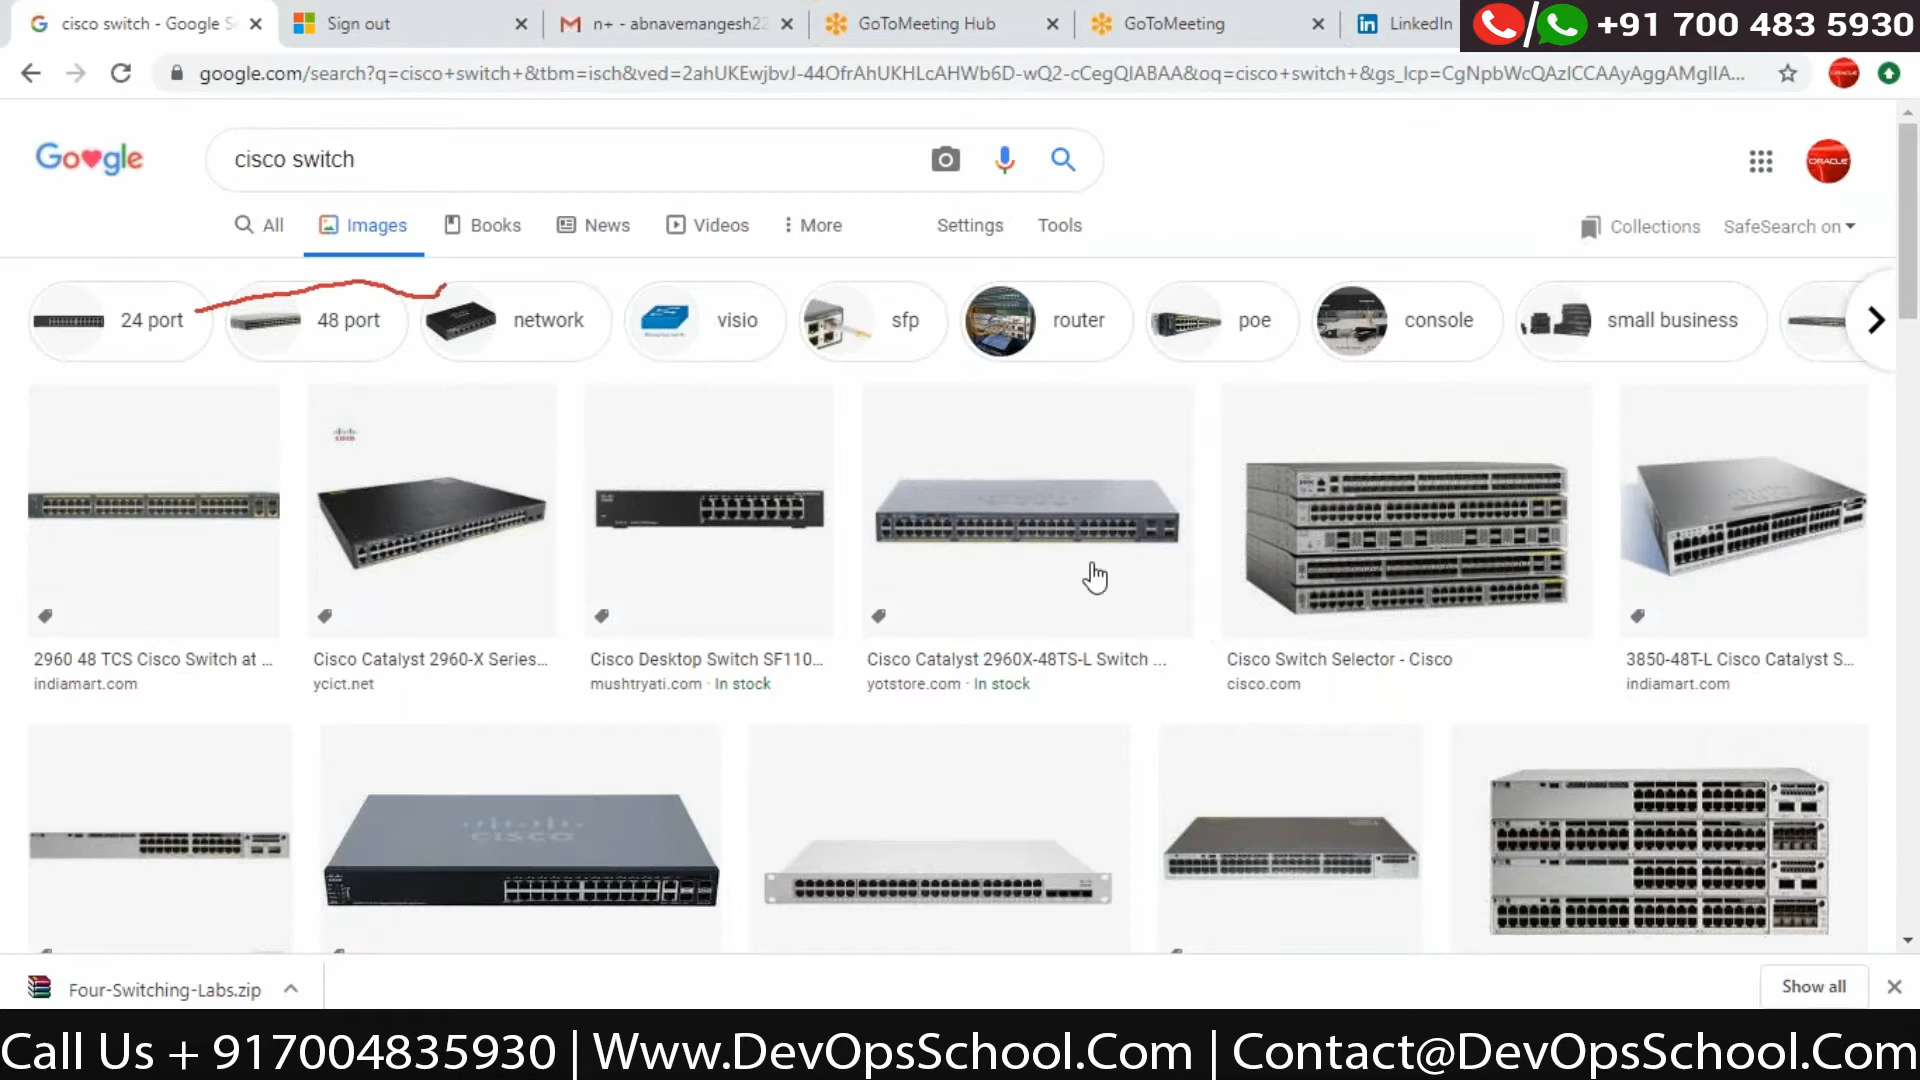 cisco switch - Google S
Sign out
n+ - abnavemangesh22
GoToMeeting Hub
GoToMeeting
LinkedIn
+91 700 483 5930
google.com/search?q=cisco+switch+&tbm=isch&ved=2ahUKEwjbvJ-44OfrAhUKHLcAHWb6D-wQ2-cCegQIABAA&oq=cisco+switch+&gs_lcp=CgNpbWcQAzICCAAyAggAMgIIA...
Google
cisco switch
ORACLE
All
Images
Books
News
Videos
More
Settings
Tools
Collections
SafeSearch on
24 port
48 port
network
visio
sfp
router
poe
console
small business
CISCO
2960 48 TCS Cisco Switch at ...
indiamart.com
Cisco Catalyst 2960-X Series...
ycict.net
Cisco Desktop Switch SF110...
mushtryati.com · In stock
Cisco Catalyst 2960X-48TS-L Switch ...
yotstore.com · In stock
Cisco Switch Selector - Cisco
cisco.com
3850-48T-L Cisco Catalyst S...
indiamart.com
CISCO
Four-Switching-Labs.zip
Show all
Call Us + 917004835930 | Www.DevOpsSchool.Com | Contact@DevOpsSchool.Com